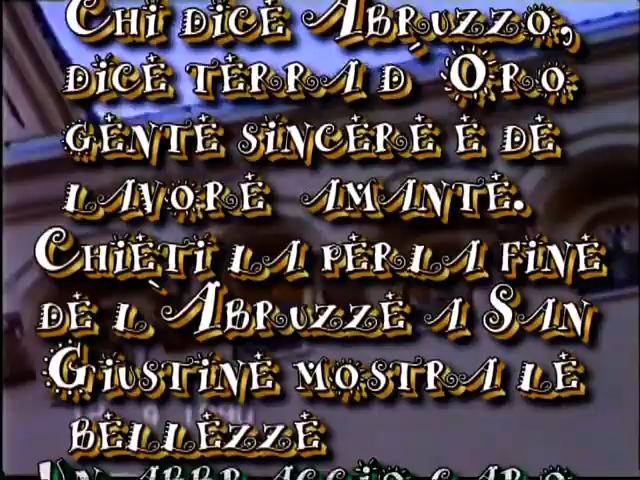 Chi dice Abruzzo,
dice terra d' Oro
gente sincere e de
lavore amante.
Chieti la perla fine
de l'Abruzze a San
Giustine mostra le
bellezze